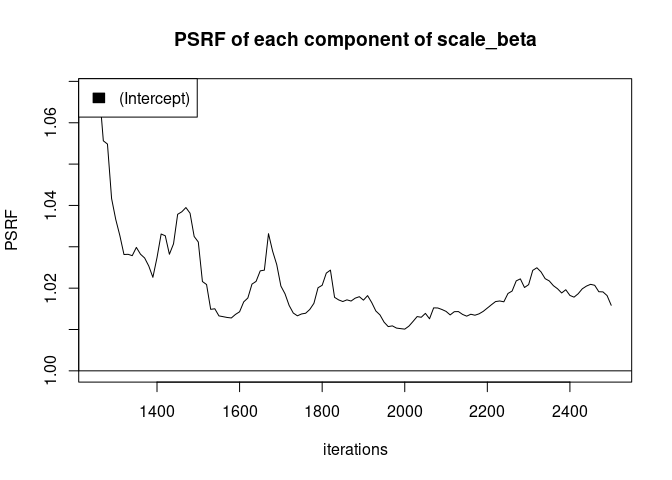 PSRF of each component of scale_beta
(Intercept)
PSRF
1.06
1.04
1.02
1.00
1400 1600 1800 2000 2200 2400
iterations